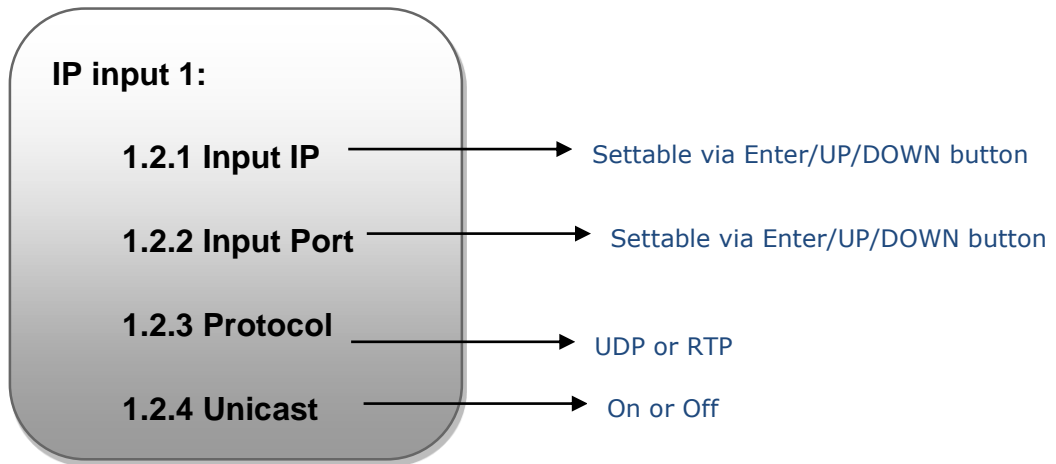 IP input 1:
1.2.1 Input IP
Settable via Enter/UP/DOWN button
1.2.2 Input Port
Settable via Enter/UP/DOWN button
1.2.3 Protocol
UDP or RTP
1.2.4 Unicast
On or Off